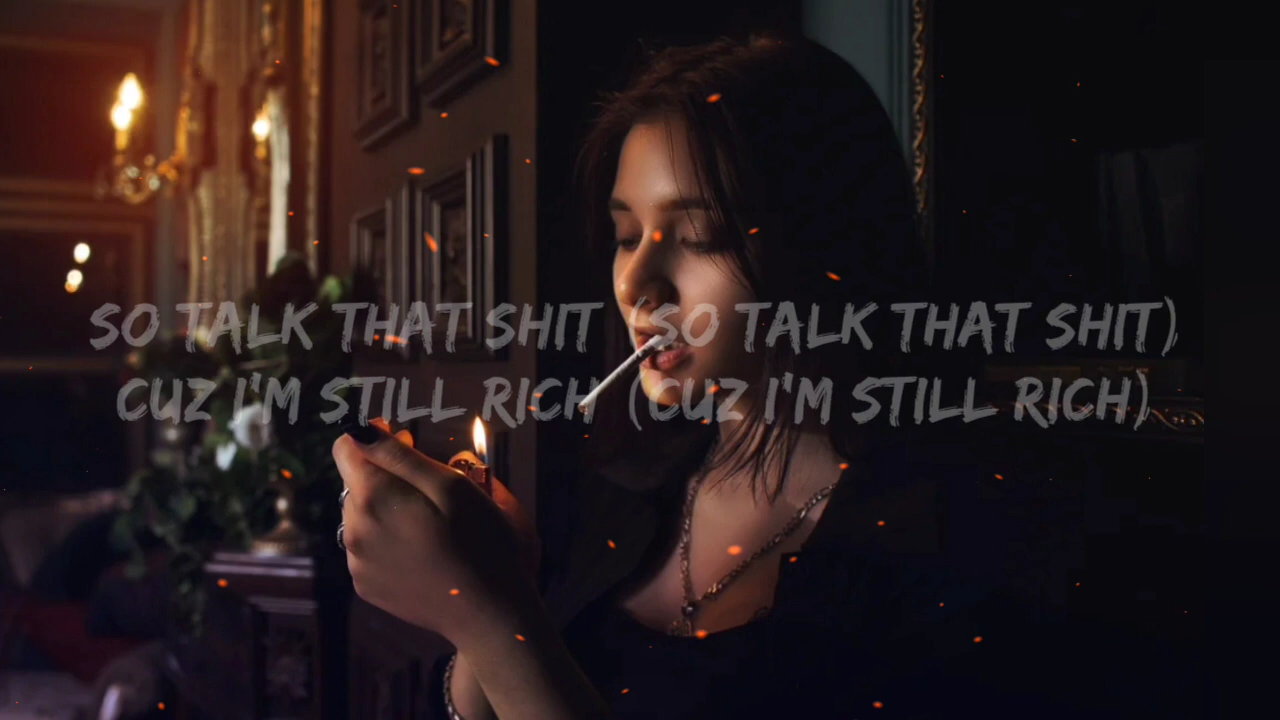 SO TALK THAT SHIT (SO TALK THAT SHIT)
CUZ I'M STILL RICH (CUZ I'M STILL RICH)